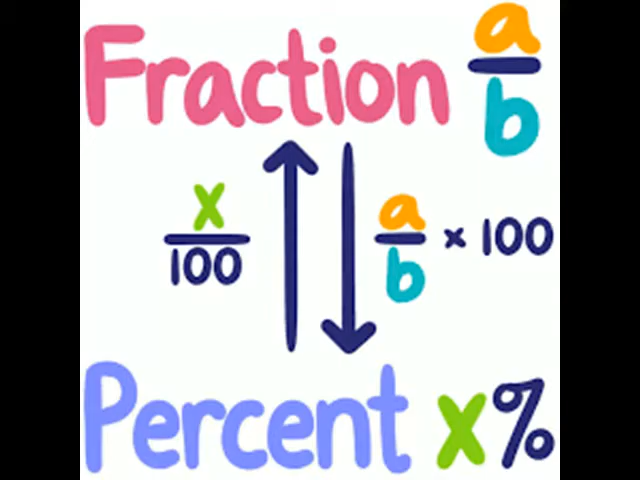 Fraction a/b
x/100 a/b × 100
Percent x%